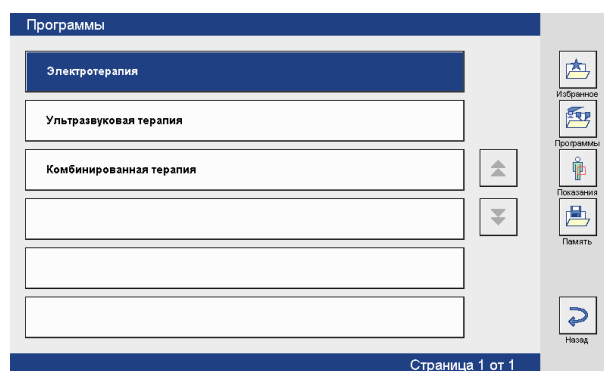 Программы
Электротерапия
Ультразвуковая терапия
Комбинированная терапия
Избранное
Программы
Показания
Память
Назад
Страница 1 от 1